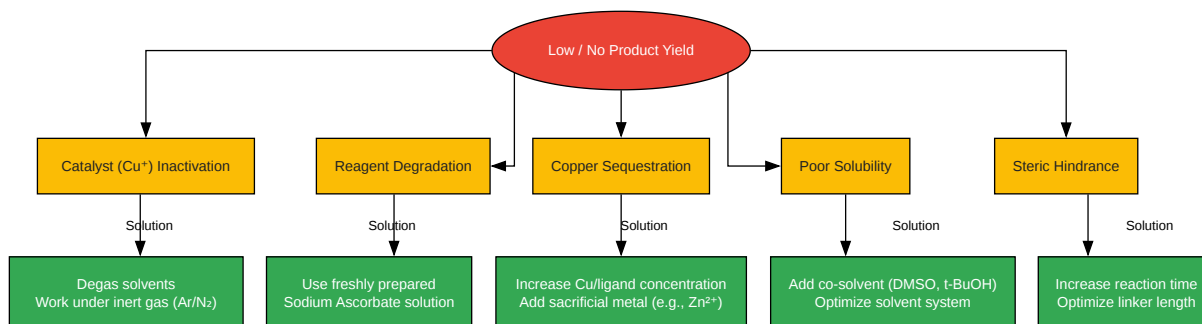 Low / No Product Yield
Catalyst (Cu⁺) Inactivation
Reagent Degradation
Copper Sequestration
Poor Solubility
Steric Hindrance
Solution
Solution
Solution
Solution
Solution
Degas solvents
Work under inert gas (Ar/N₂)
Use freshly prepared
Sodium Ascorbate solution
Increase Cu/ligand concentration
Add sacrificial metal (e.g., Zn²⁺)
Add co-solvent (DMSO, t-BuOH)
Optimize solvent system
Increase reaction time
Optimize linker length